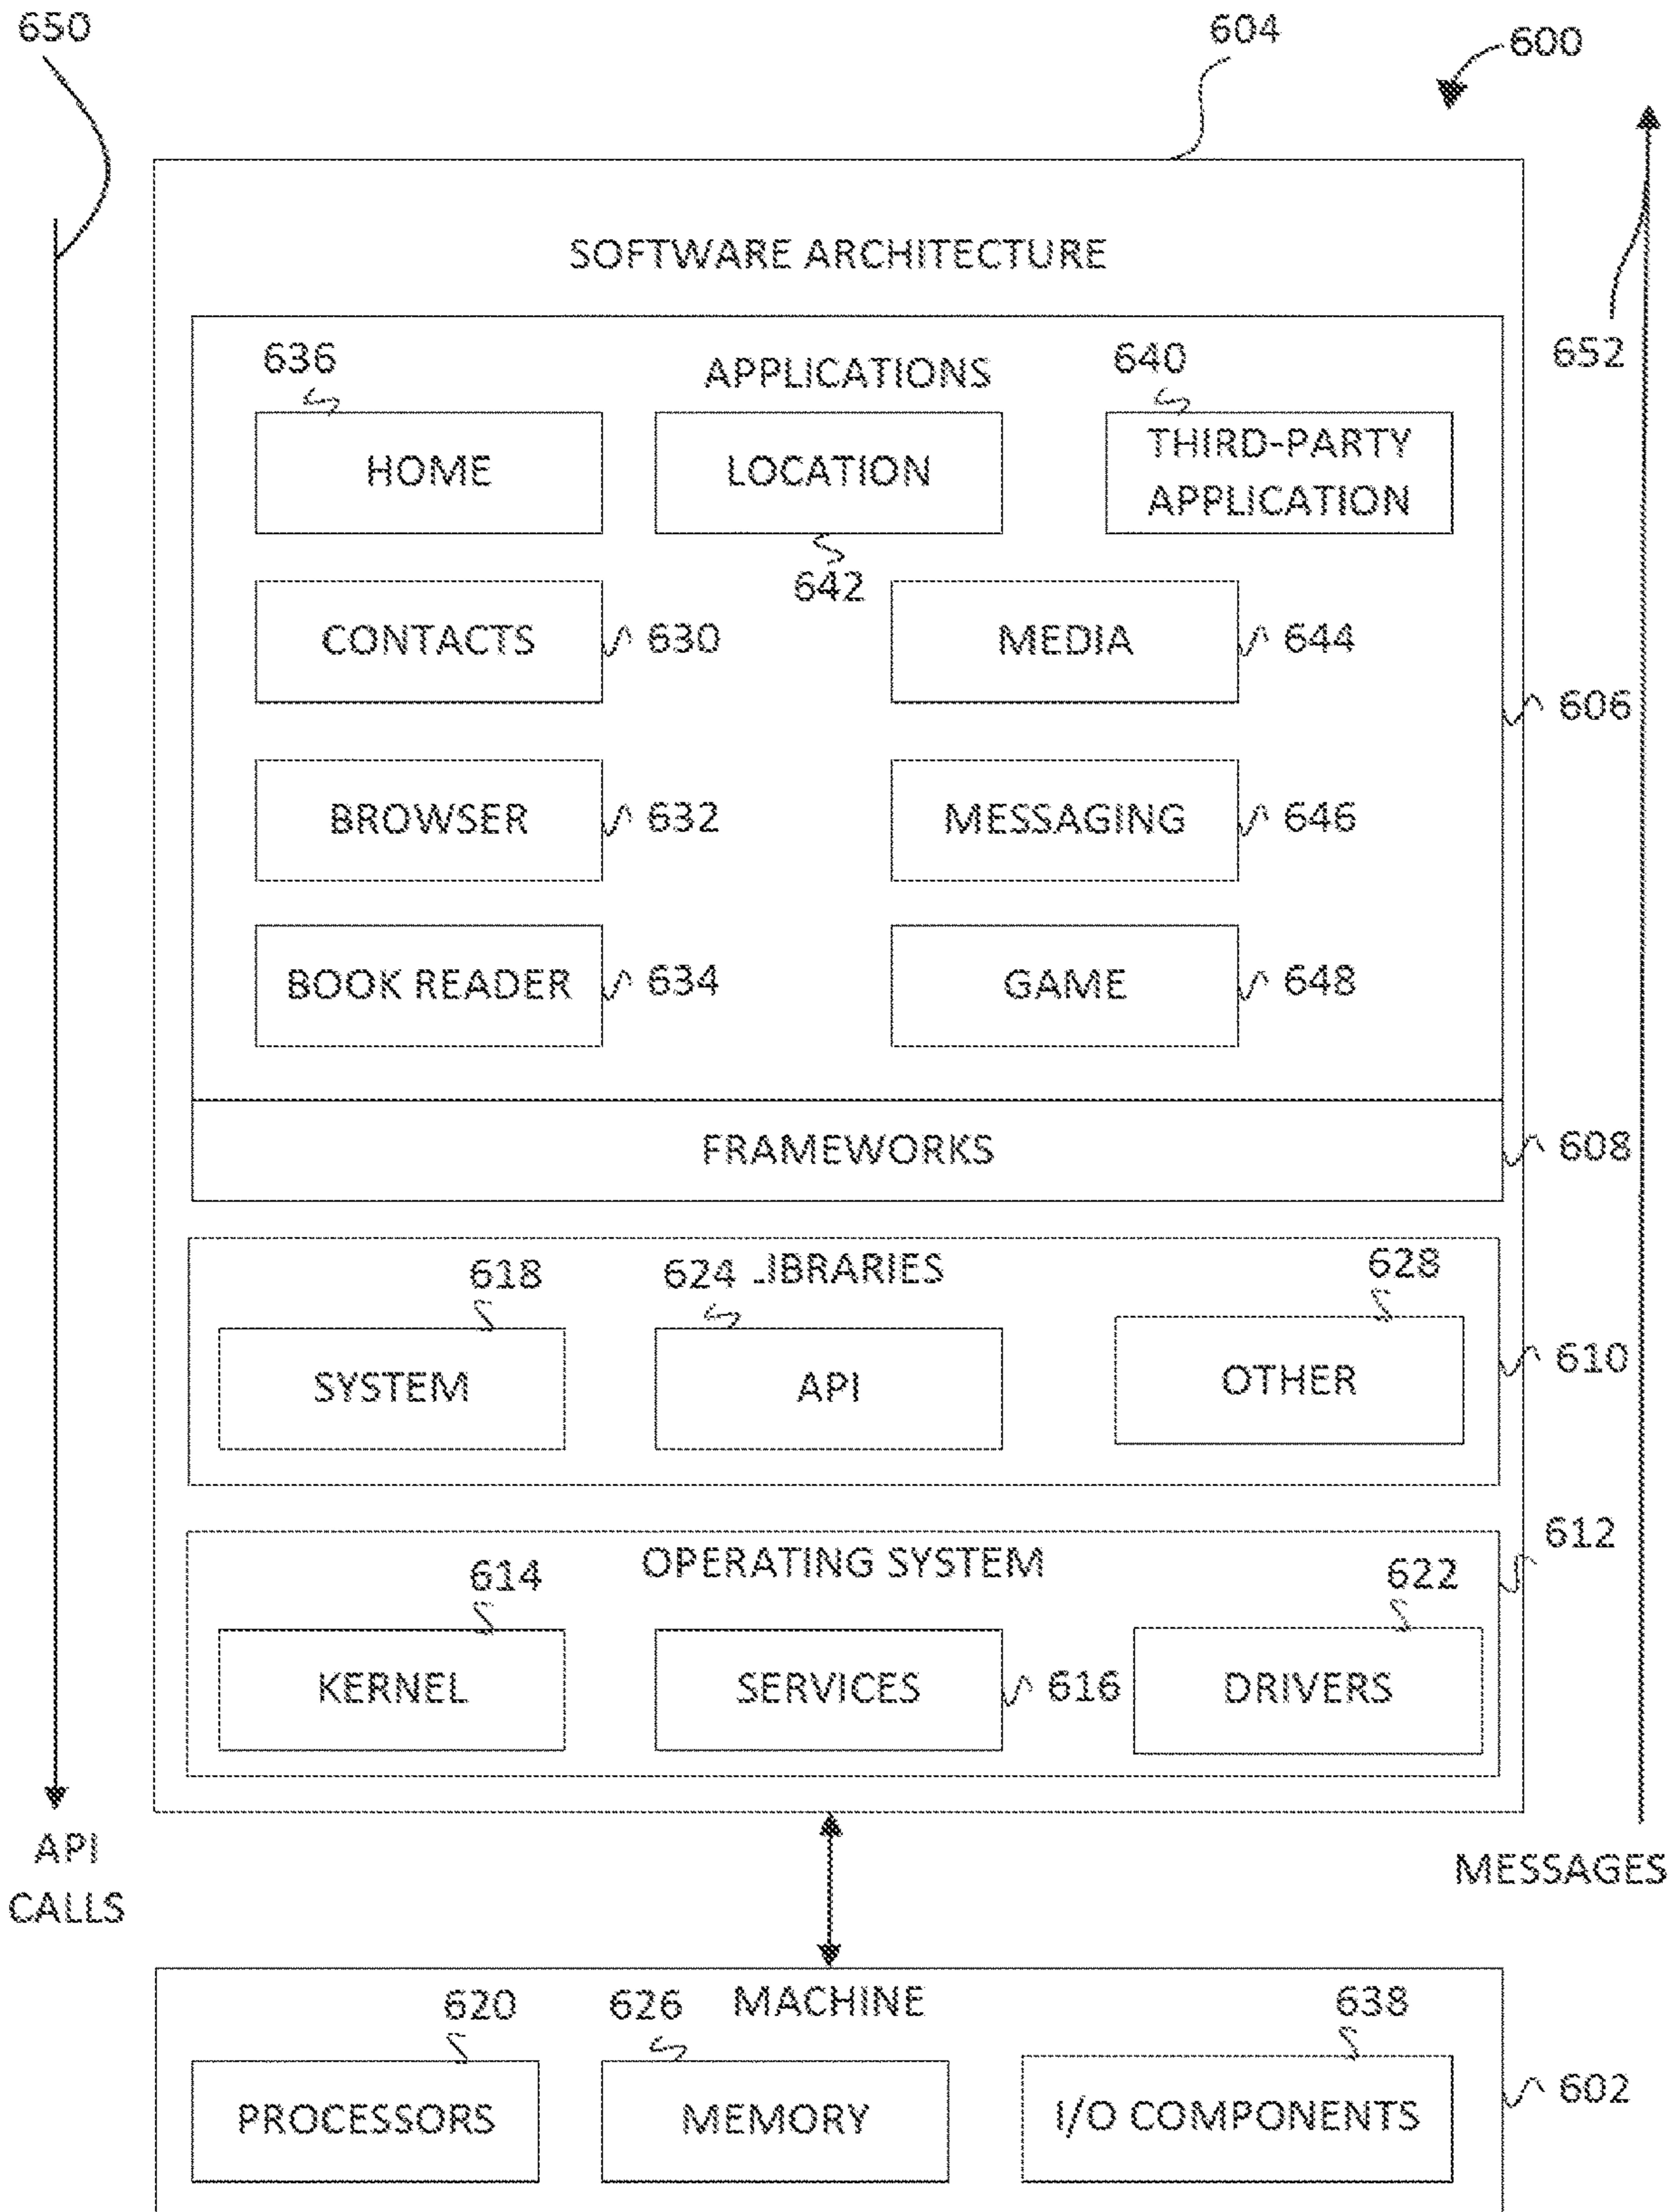 650
604
600
SOFTWARE ARCHITECTURE
636
APPLICATIONS
640
652
HOME
LOCATION
THIRD-PARTY
APPLICATION
642
CONTACTS
630
MEDIA
644
606
BROWSER
632
MESSAGING
646
BOOK READER
634
GAME
648
FRAMEWORKS
608
618
624
LIBRARIES
628
SYSTEM
API
OTHER
610
OPERATING SYSTEM
612
614
622
KERNEL
SERVICES
616
DRIVERS
API
CALLS
MESSAGES
620
626
MACHINE
638
PROCESSORS
MEMORY
I/O COMPONENTS
602